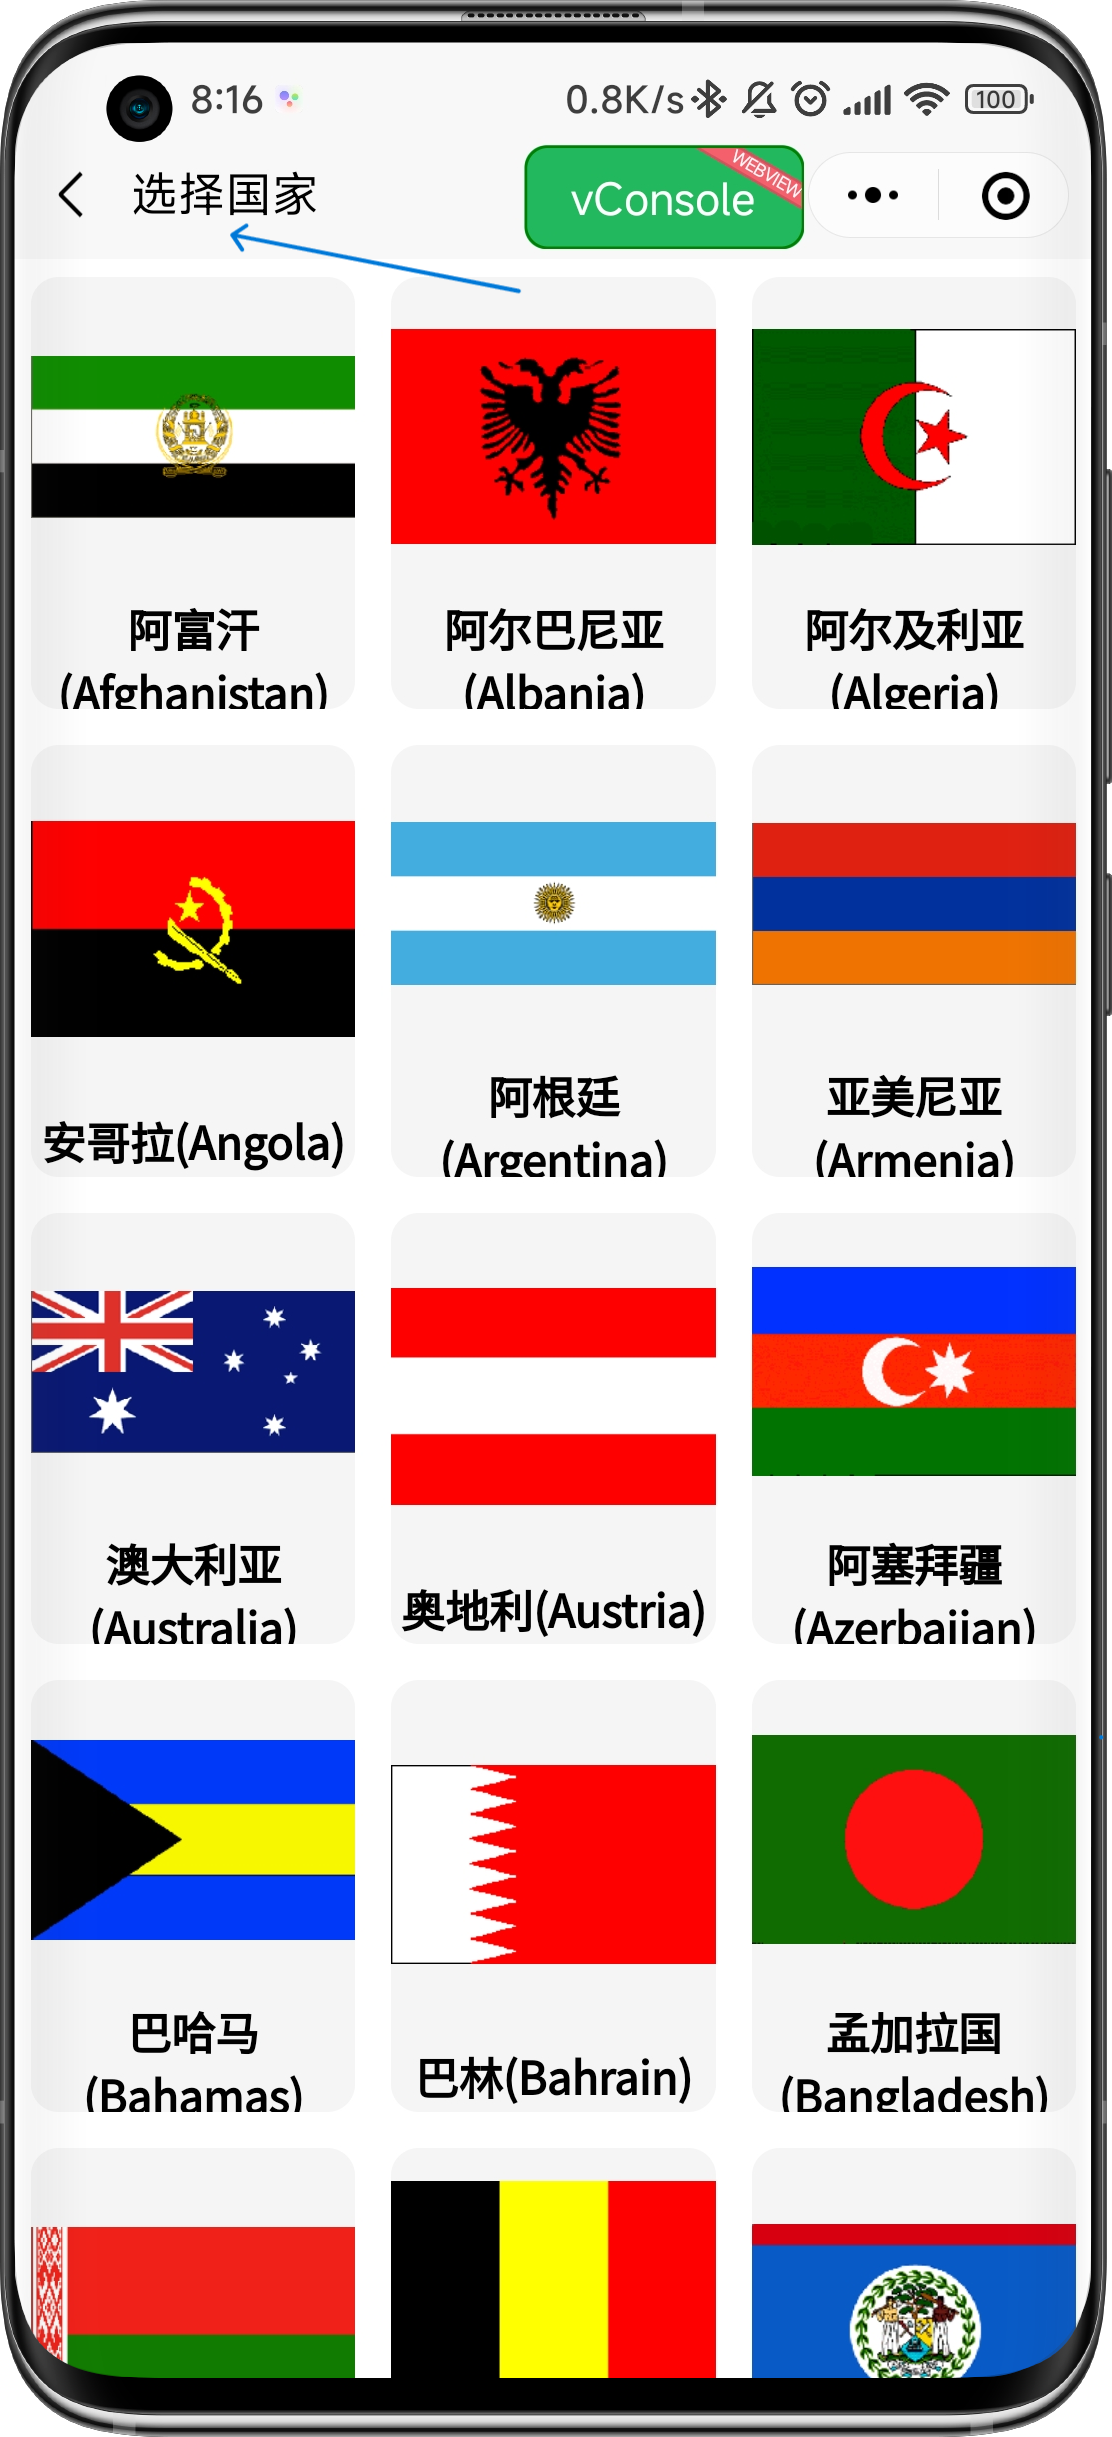 8:16 0.8K/s 100
选择国家 vConsole WEBVIEW
阿富汗
(Afghanistan)
阿尔巴尼亚
(Albania)
阿尔及利亚
(Algeria)
安哥拉(Angola)
阿根廷
(Argentina)
亚美尼亚
(Armenia)
澳大利亚
(Australia)
奥地利(Austria)
阿塞拜疆
(Azerbaijan)
巴哈马
(Bahamas)
巴林(Bahrain)
孟加拉国
(Bangladesh)